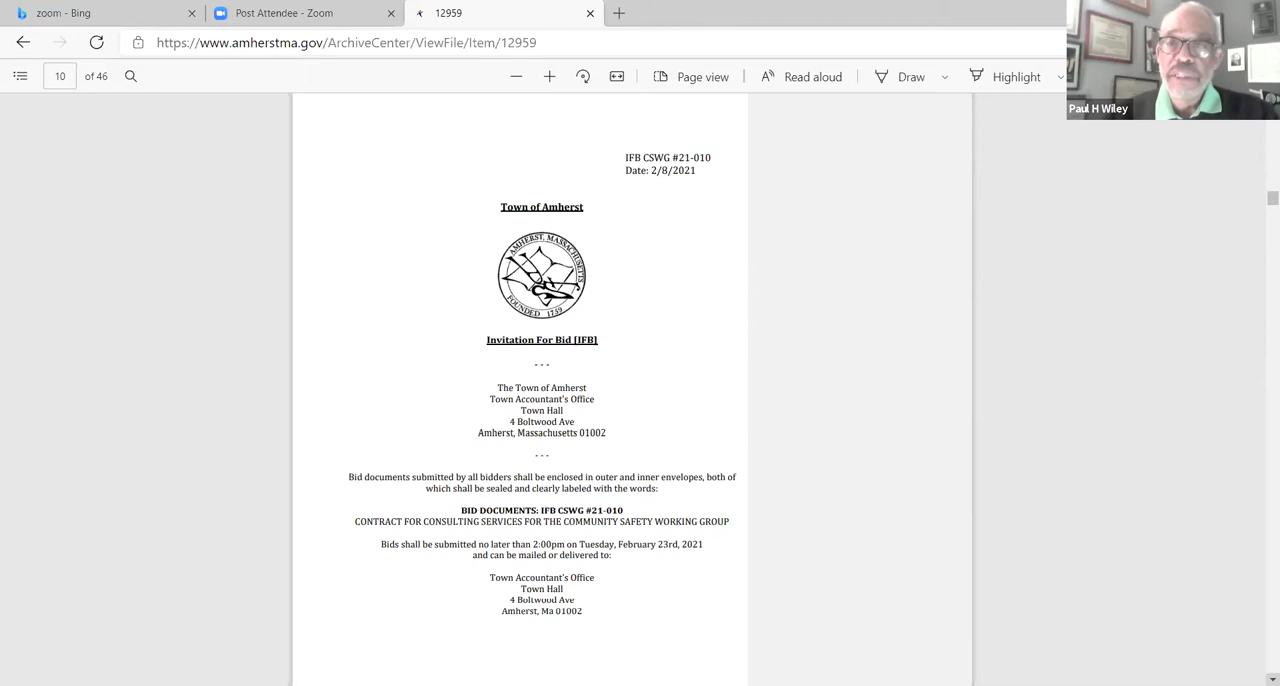 zoom - Bing
Post Attendee - Zoom
12959
https://www.amherstma.gov/ArchiveCenter/ViewFile/Item/12959
10 of 46
Page view
Read aloud
Draw
Highlight
Paul H Wiley
IFB CSWG #21-010
Date: 2/8/2021
Town of Amherst
AMHERST, MASSACHUSETTS
FOUNDED 1759
Invitation For Bid [IFB]
- - -
The Town of Amherst
Town Accountant's Office
Town Hall
4 Boltwood Ave
Amherst, Massachusetts 01002
- - -
Bid documents submitted by all bidders shall be enclosed in outer and inner envelopes, both of
which shall be sealed and clearly labeled with the words:
BID DOCUMENTS: IFB CSWG #21-010
CONTRACT FOR CONSULTING SERVICES FOR THE COMMUNITY SAFETY WORKING GROUP
Bids shall be submitted no later than 2:00pm on Tuesday, February 23rd, 2021
and can be mailed or delivered to:
Town Accountant's Office
Town Hall
4 Boltwood Ave
Amherst, Ma 01002